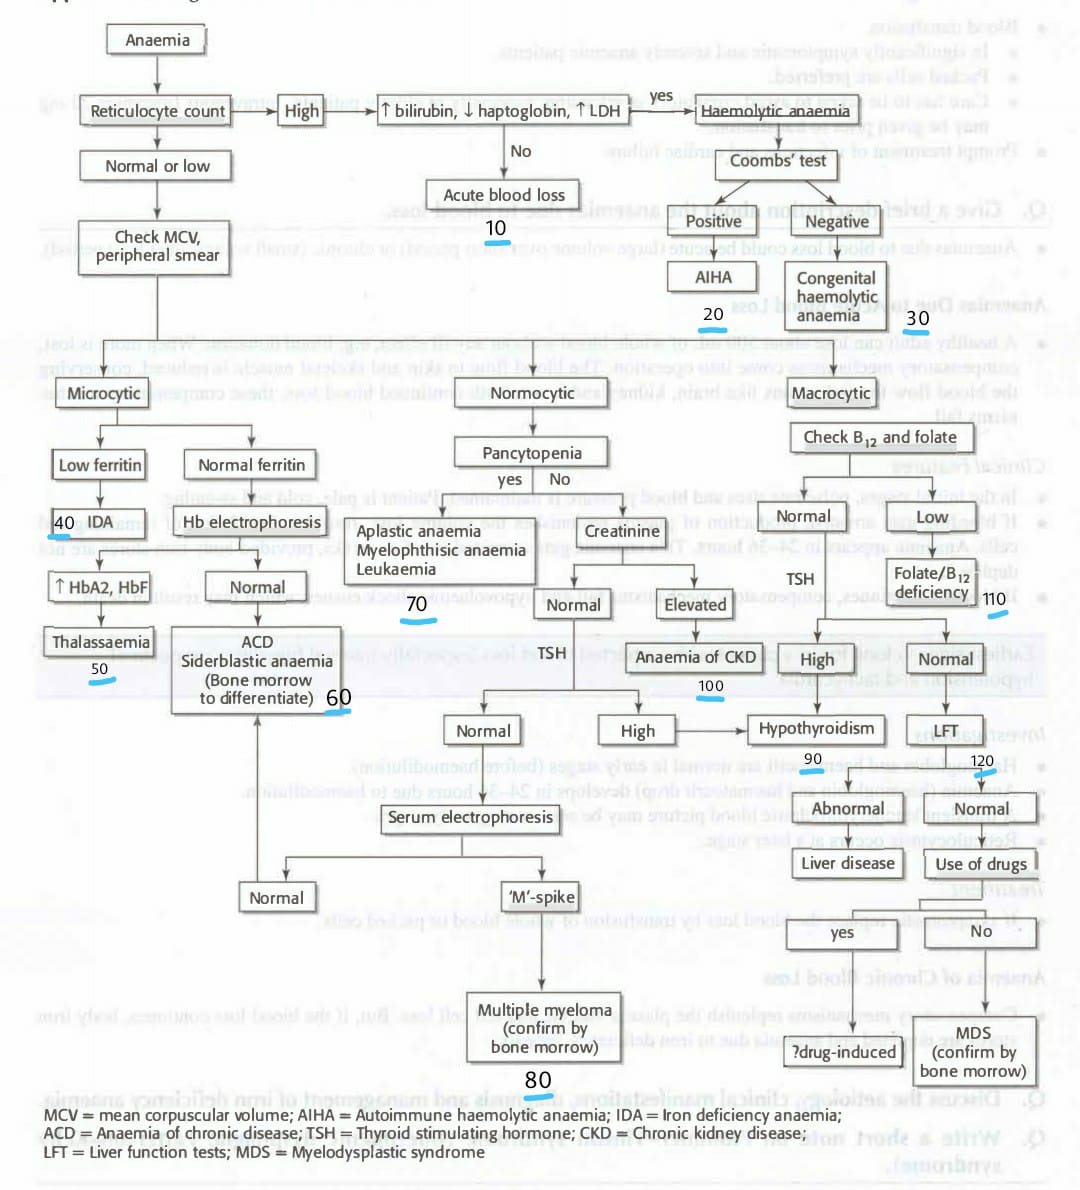 Anaemia
Reticulocyte count
High
↑ bilirubin, ↓ haptoglobin, ↑ LDH
yes
Haemolytic anaemia
No
Normal or low
Coombs' test
Acute blood loss
10
Positive
Negative
Check MCV,
peripheral smear
AIHA
20
Congenital
haemolytic
anaemia
30
Microcytic
Normocytic
Macrocytic
Check B12 and folate
Low ferritin
Normal ferritin
Pancytopenia
yes
No
Normal
Low
40
IDA
Hb electrophoresis
Aplastic anaemia
Myelophthisic anaemia
Leukaemia
70
Creatinine
TSH
Folate/B12
deficiency
110
↑ HbA2, HbF
Normal
Normal
Elevated
Thalassaemia
50
ACD
Siderblastic anaemia
(Bone morrow
to differentiate)
60
TSH
Anaemia of CKD
100
High
Normal
Normal
High
Hypothyroidism
90
LFT
120
Abnormal
Normal
Serum electrophoresis
Liver disease
Use of drugs
Normal
'M'-spike
yes
No
Multiple myeloma
(confirm by
bone morrow)
80
?drug-induced
MDS
(confirm by
bone morrow)
MCV = mean corpuscular volume; AIHA = Autoimmune haemolytic anaemia; IDA = Iron deficiency anaemia;
ACD = Anaemia of chronic disease; TSH = Thyroid stimulating hormone; CKD = Chronic kidney disease;
LFT = Liver function tests; MDS = Myelodysplastic syndrome